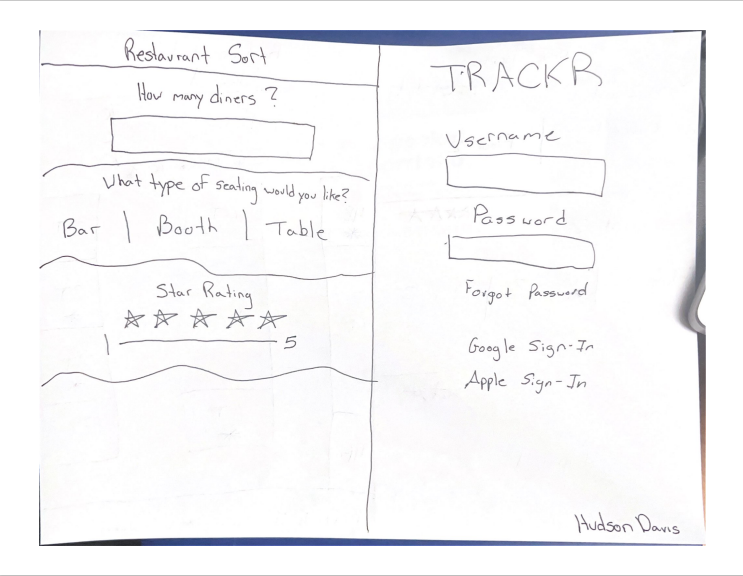 Restaurant Sort
How many diners ?
What type of seating would you like?
Bar | Booth | Table
Star Rating
1 5
TRACKR
Username
Password
Forgot Password
Google Sign-In
Apple Sign-In
Hudson Davis